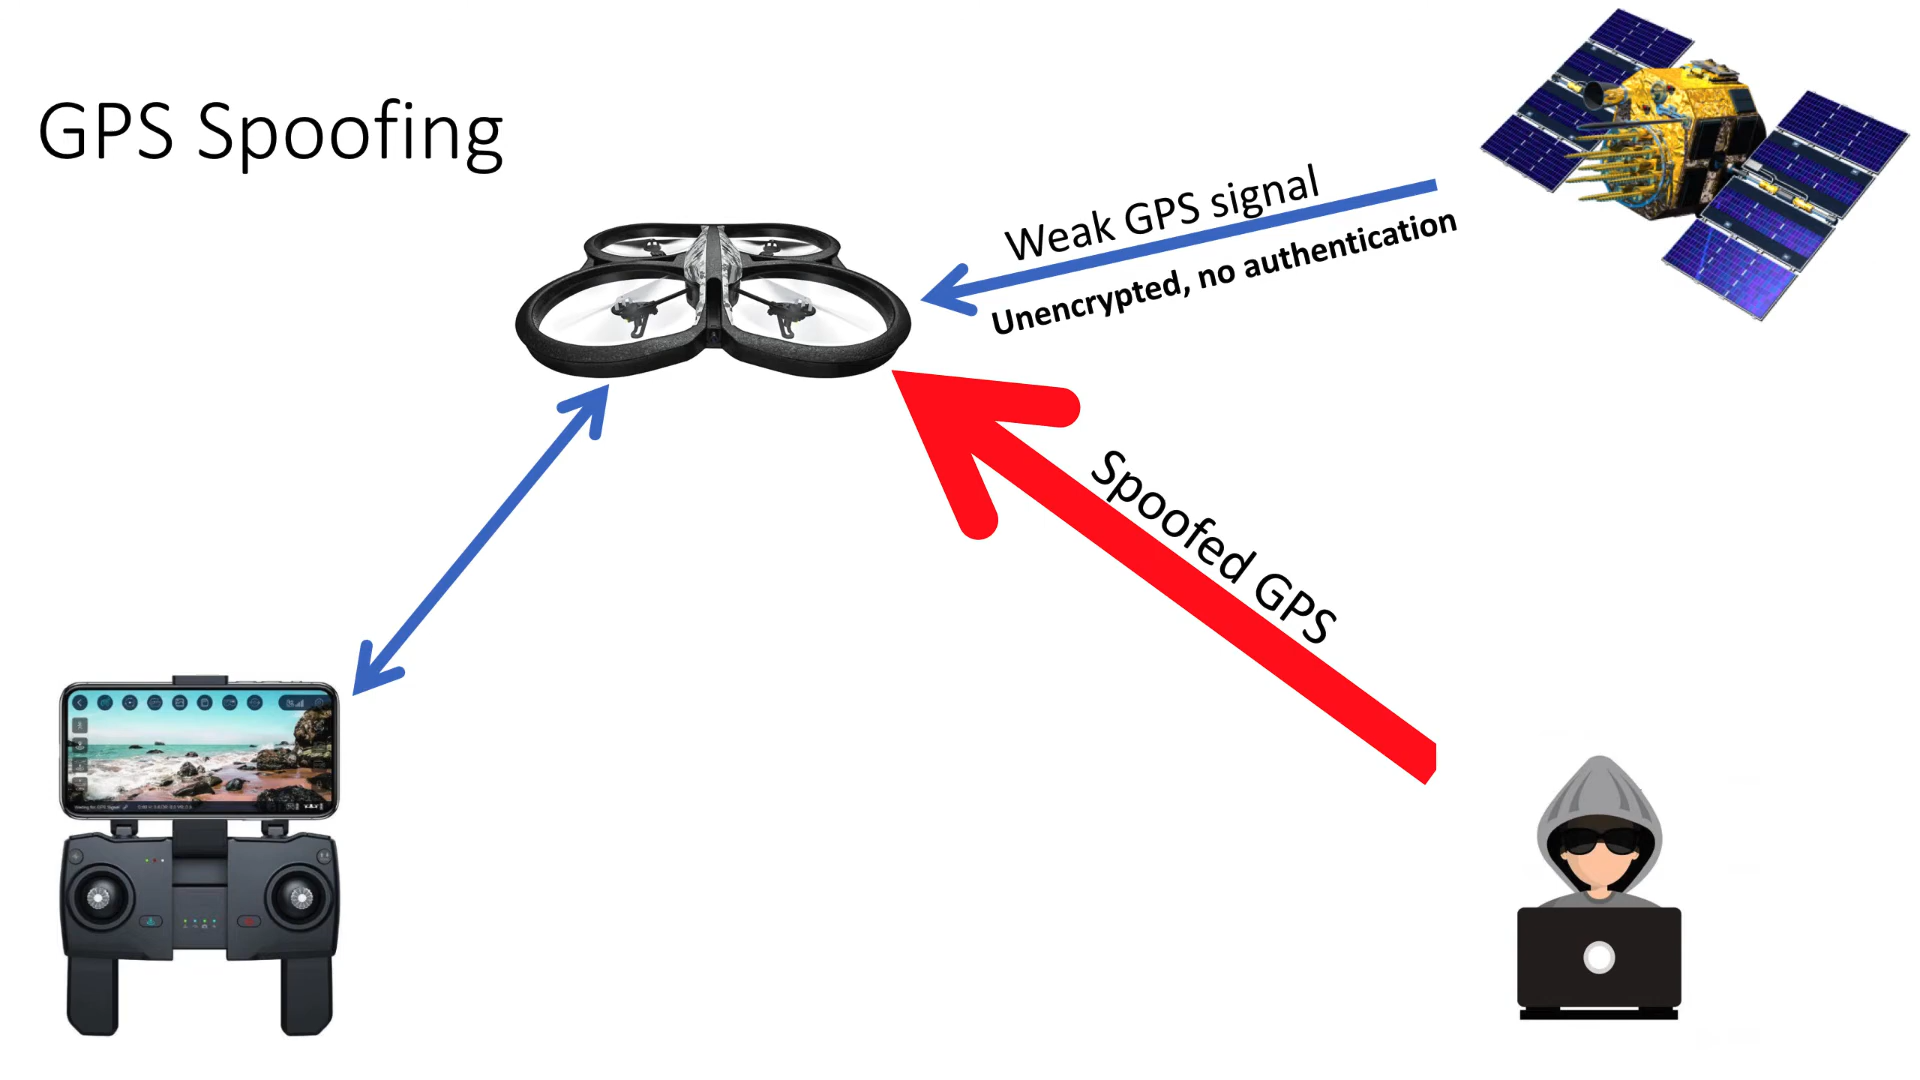 GPS Spoofing
Weak GPS signal
Unencrypted, no authentication
Spoofed GPS